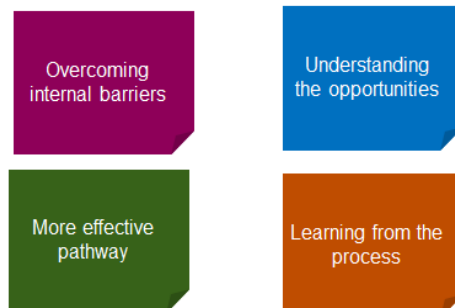 Overcoming
internal barriers
Understanding
the opportunities
More effective
pathway
Learning from the
process